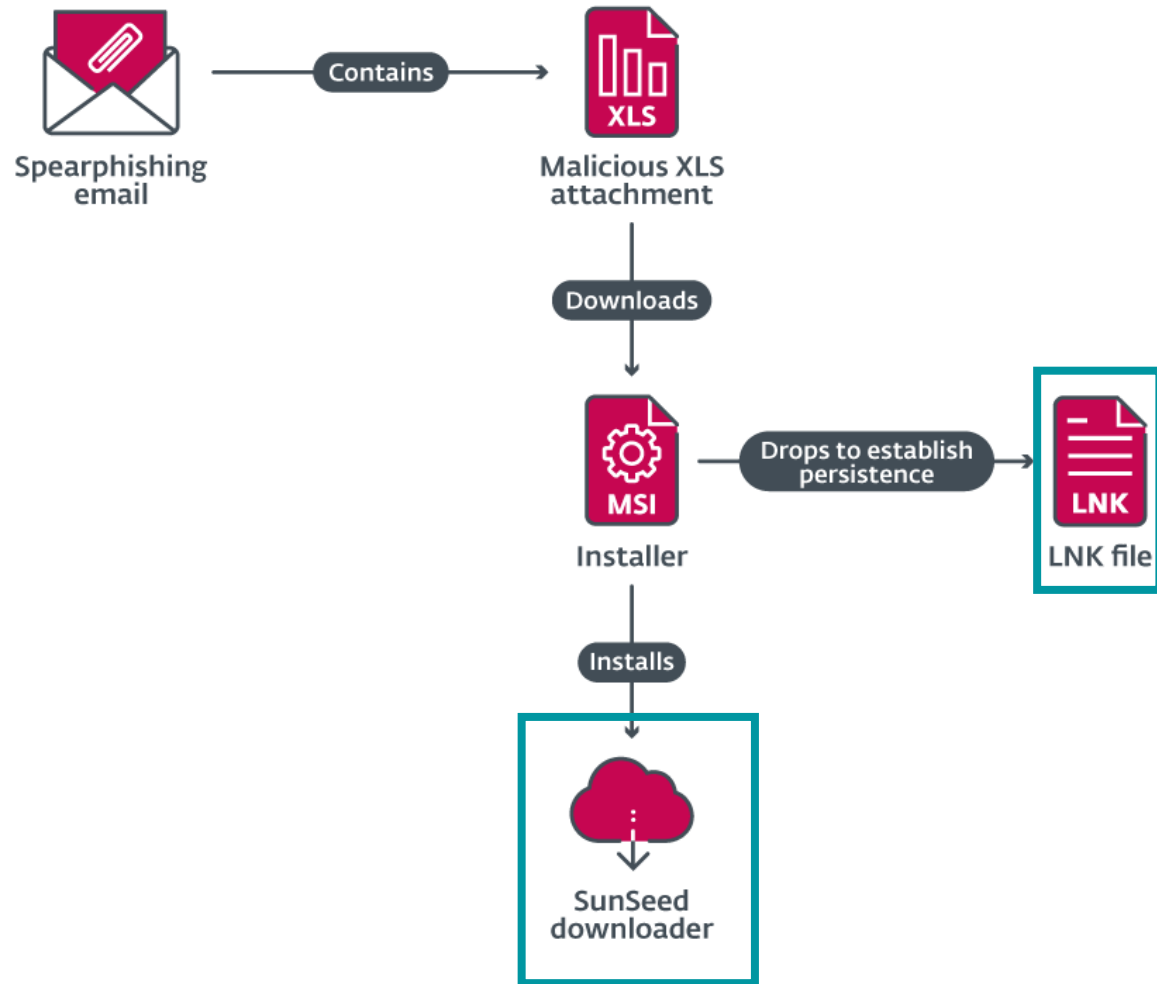 Contains
XLS
Spearphishing
email
Malicious XLS
attachment
Downloads
MSI
Drops to establish
persistence
LNK
Installer
LNK file
Installs
SunSeed
downloader